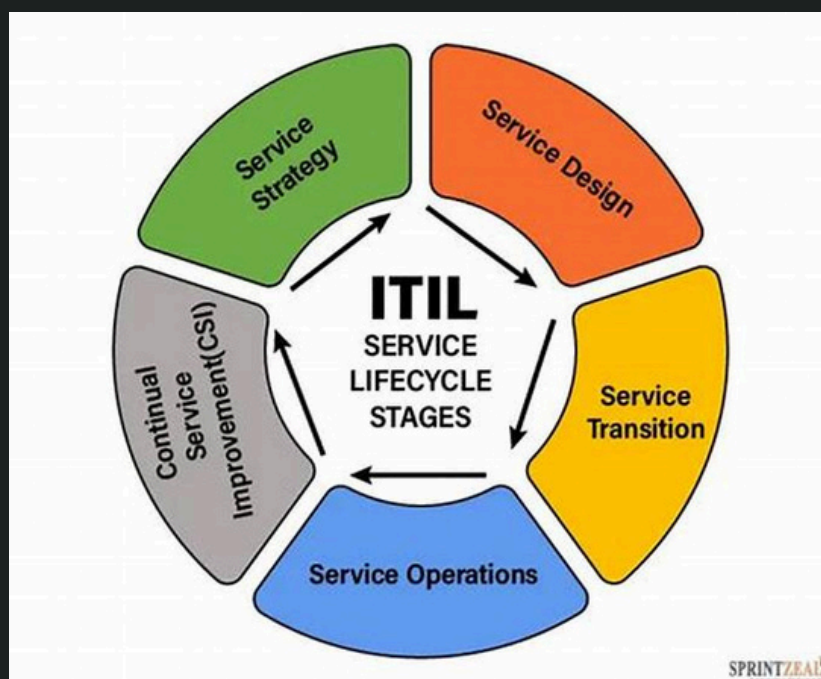 Service
Strategy
Service Design
Service
Transition
Service Operations
Continual
Service
Improvement(CSI)
ITIL
SERVICE
LIFECYCLE
STAGES
SPRINTZEAL